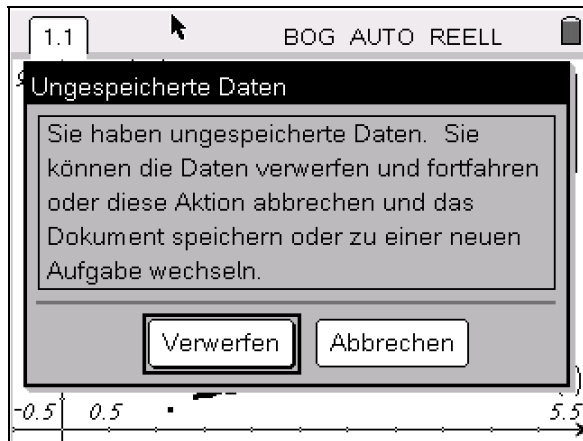 1.1 BOG AUTO REELL
Ungespeicherte Daten
Sie haben ungespeicherte Daten. Sie
können die Daten verwerfen und fortfahren
oder diese Aktion abbrechen und das
Dokument speichern oder zu einer neuen
Aufgabe wechseln.
Verwerfen Abbrechen
-0.5 0.5 5.5